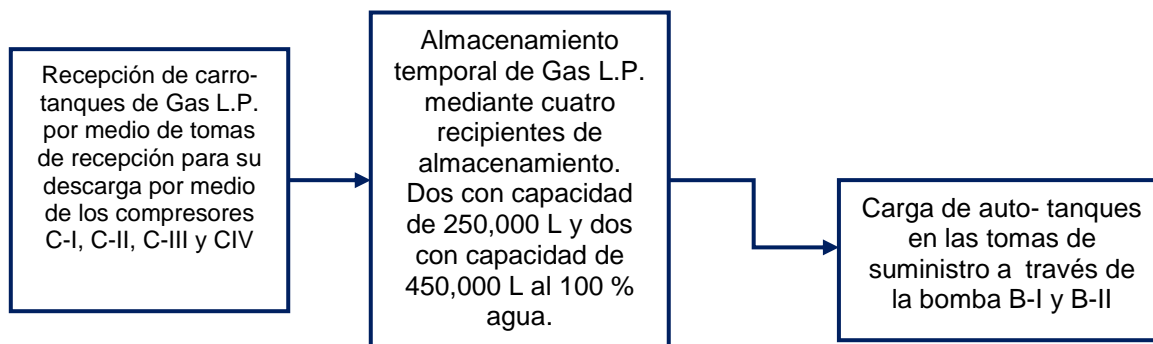 Recepción de carro-
tanques de Gas L.P.
por medio de tomas
de recepción para su
descarga por medio
de los compresores
C-I, C-II, C-III y CIV
Almacenamiento
temporal de Gas L.P.
mediante cuatro
recipientes de
almacenamiento.
Dos con capacidad
de 250,000 L y dos
con capacidad de
450,000 L al 100 %
agua.
Carga de auto- tanques
en las tomas de
suministro a través de
la bomba B-I y B-II